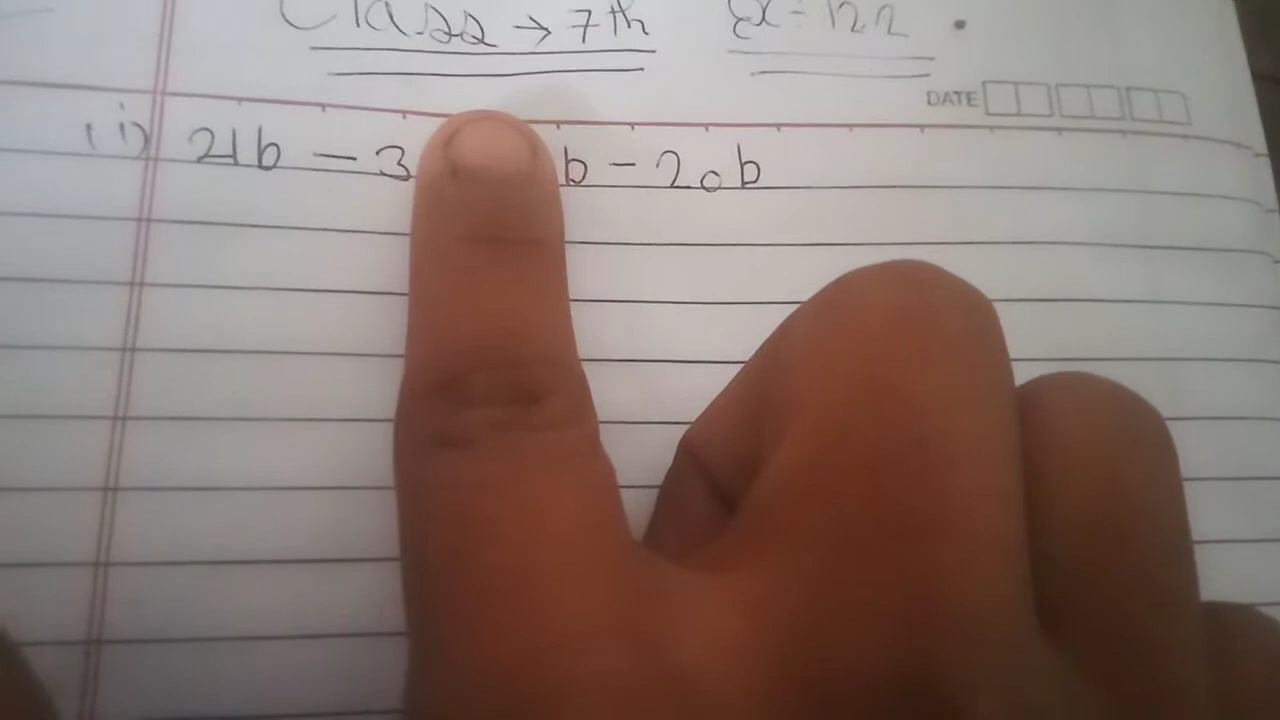 Class → 7th Ex - 12.2
DATE
(i) 21b - 3 b - 20b